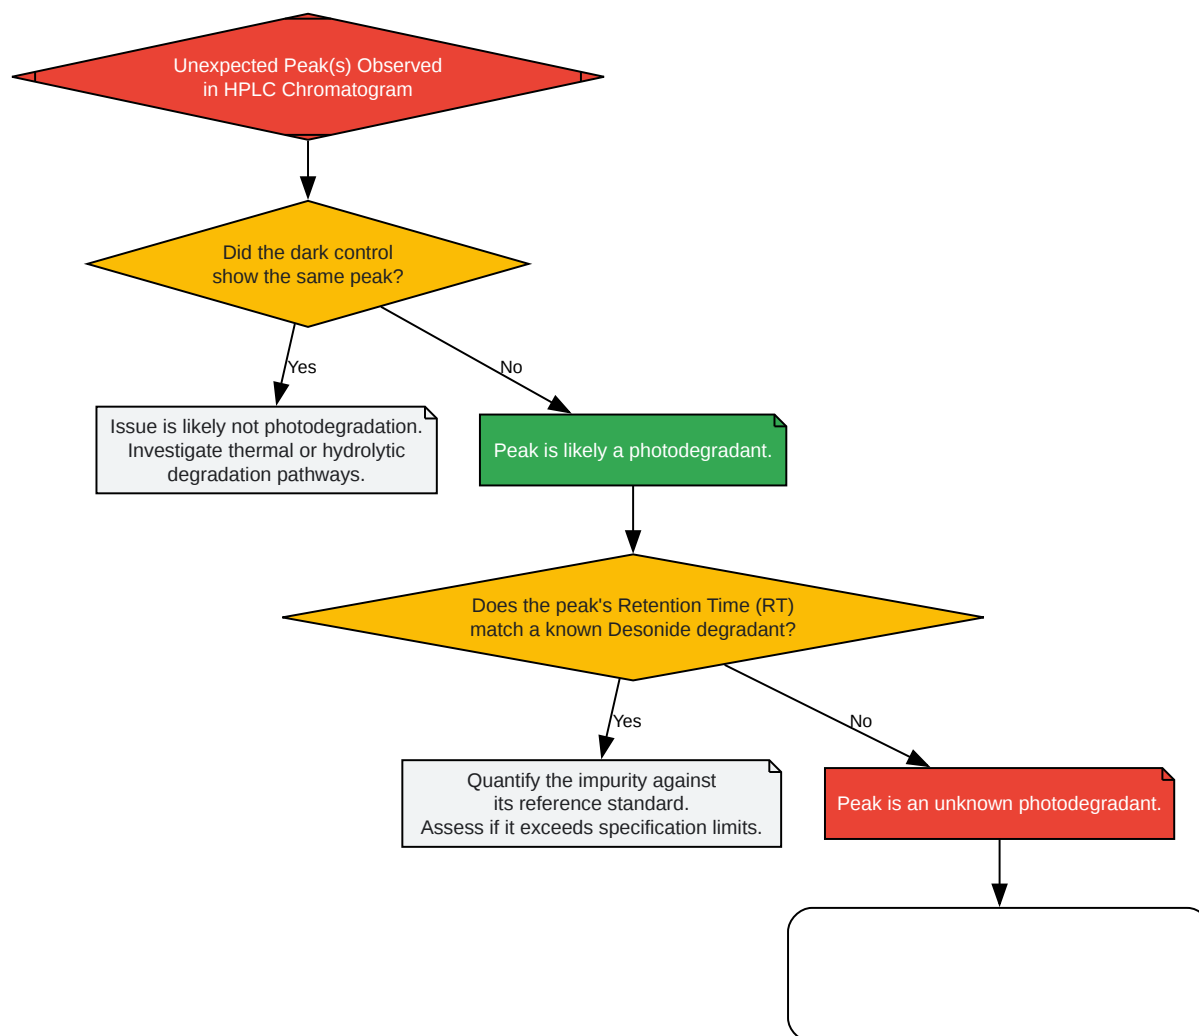 Unexpected Peak(s) Observed
in HPLC Chromatogram
Did the dark control
show the same peak?
Yes
No
Issue is likely not photodegradation.
Investigate thermal or hydrolytic
degradation pathways.
Peak is likely a photodegradant.
Does the peak's Retention Time (RT)
match a known Desonide degradant?
Yes
No
Quantify the impurity against
its reference standard.
Assess if it exceeds specification limits.
Peak is an unknown photodegradant.